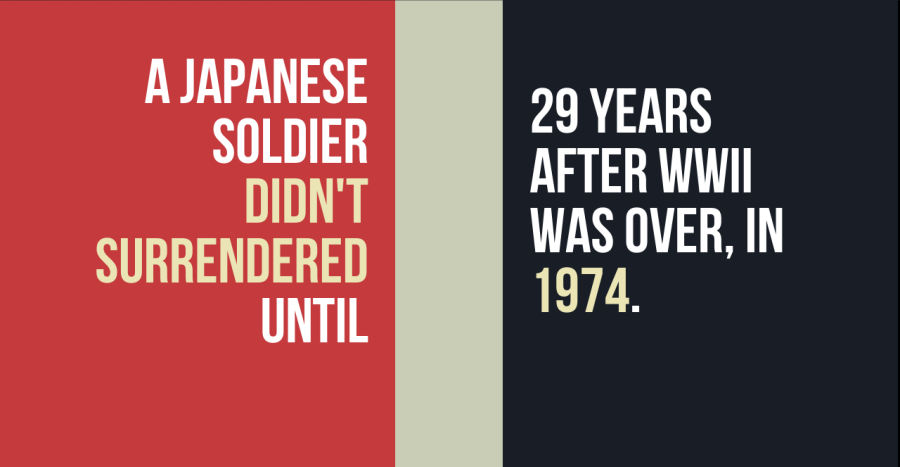 A JAPANESE
SOLDIER
DIDN'T
SURRENDERED
UNTIL
29 YEARS
AFTER WWII
WAS OVER, IN
1974.